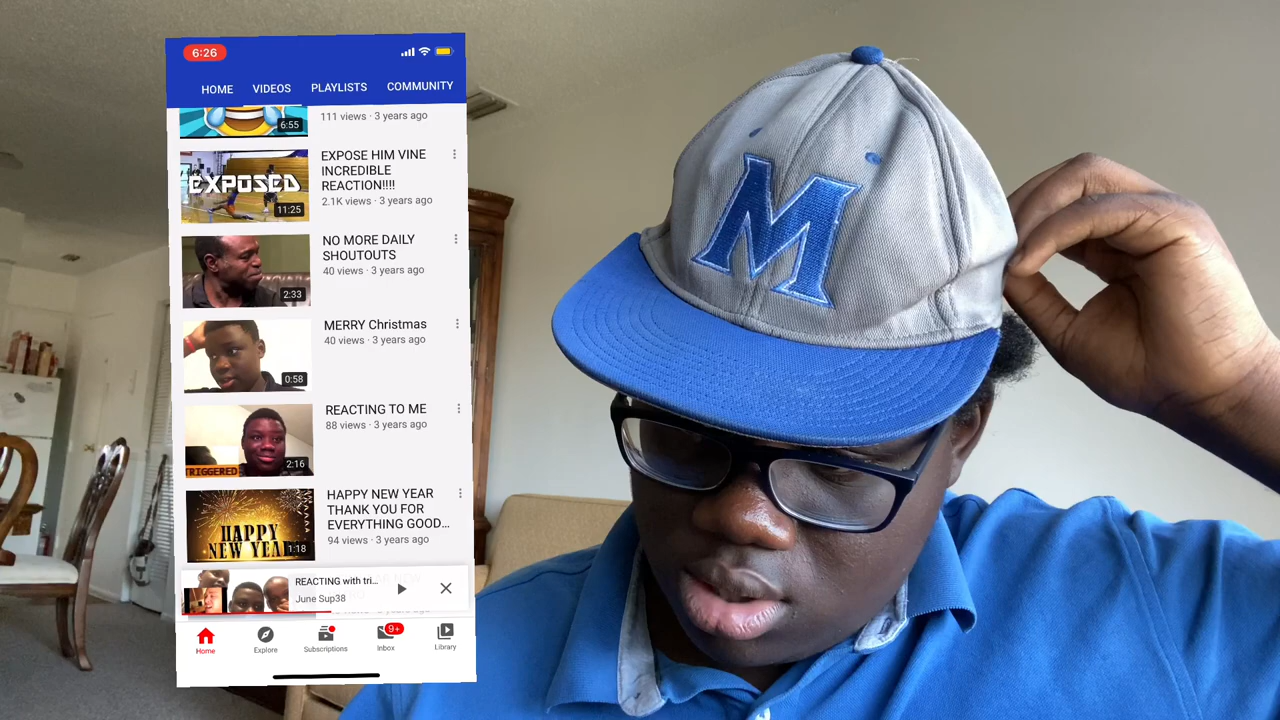 6:26
HOME VIDEOS PLAYLISTS COMMUNITY
6:55
111 views · 3 years ago
EXPOSED
11:25
EXPOSE HIM VINE
INCREDIBLE
REACTION!!!!
2.1K views · 3 years ago
2:33
NO MORE DAILY
SHOUTOUTS
40 views · 3 years ago
0:58
MERRY Christmas
40 views · 3 years ago
TRIGGERED
2:16
REACTING TO ME
88 views · 3 years ago
HAPPY
NEW YEAR
1:18
HAPPY NEW YEAR
THANK YOU FOR
EVERYTHING GOOD...
94 views · 3 years ago
REACTING with tri...
June Sup38
9+
Home Explore Subscriptions Inbox Library
M